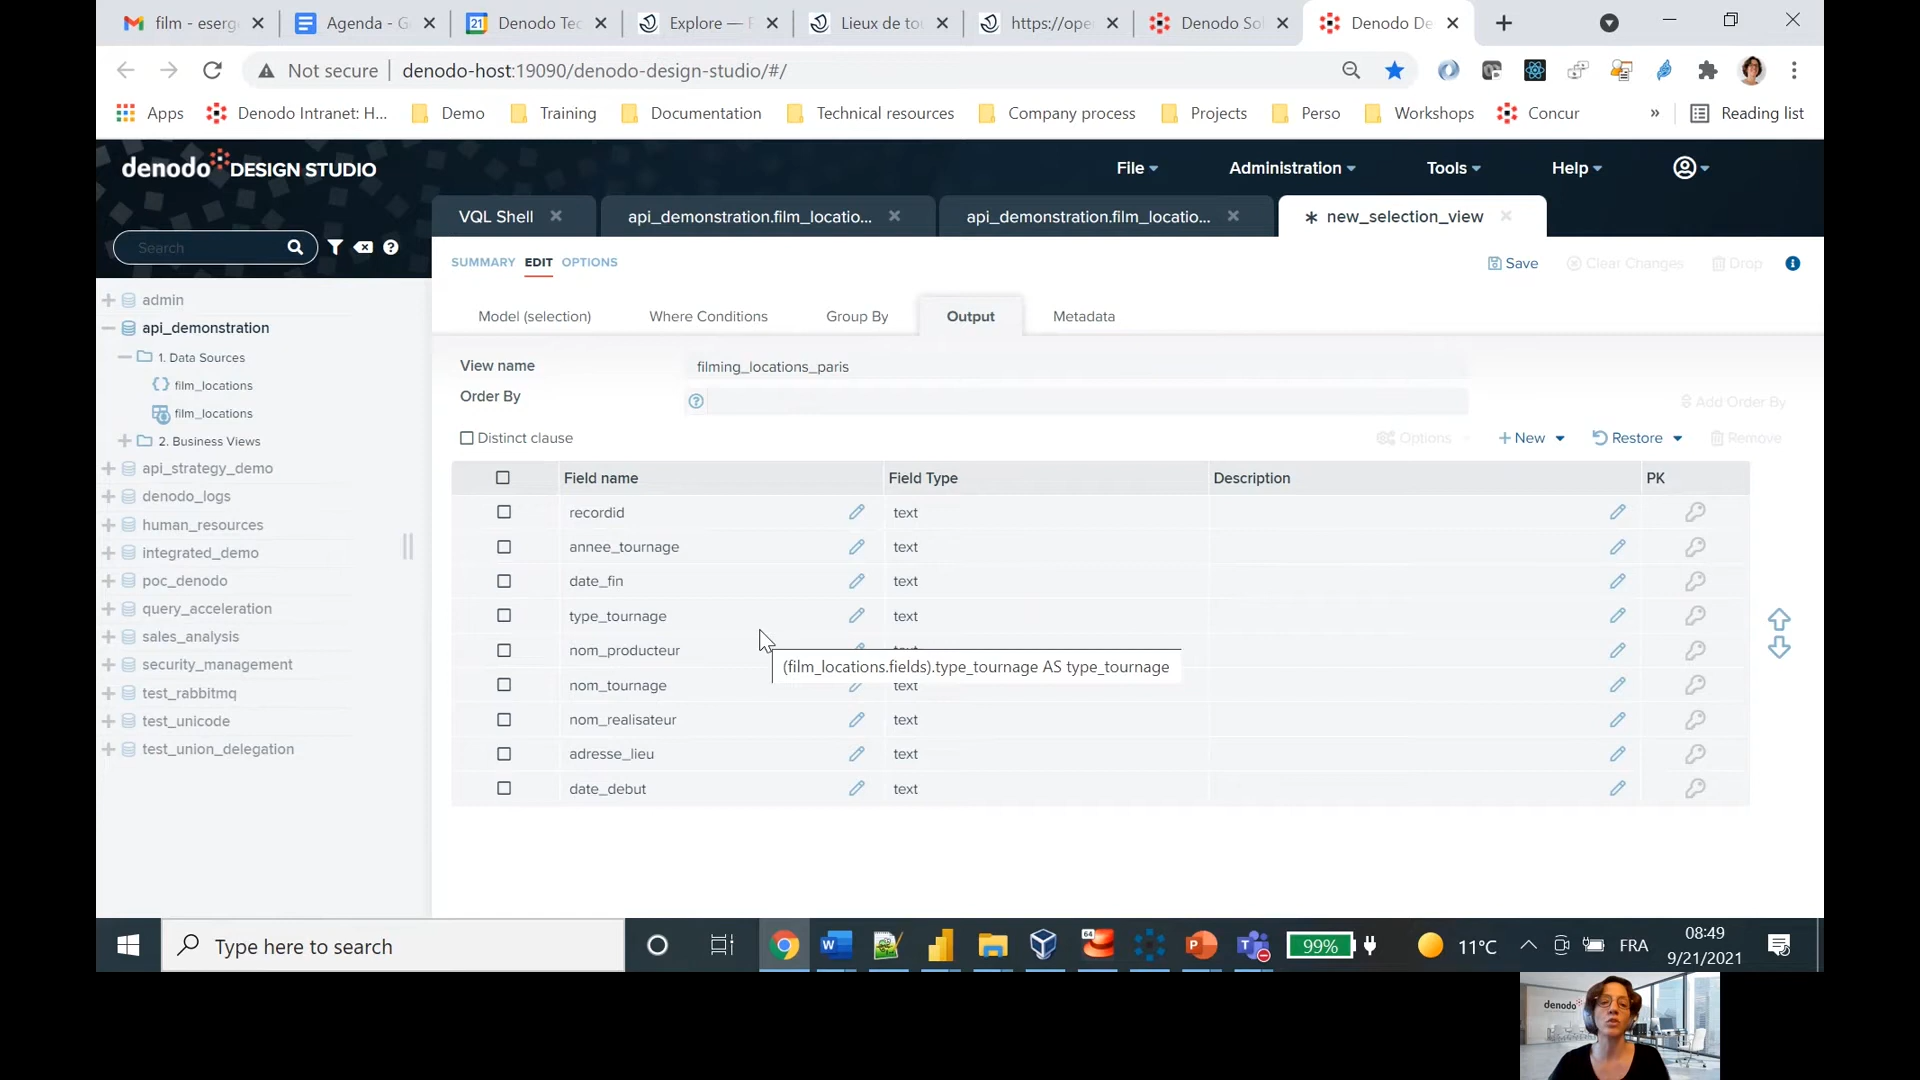 film - eserg
Agenda - G
21
Denodo Tec
Explore —
Lieux de to
https://ope
Denodo So
Denodo De
Not secure
denodo-host:19090/denodo-design-studio/#/
Apps
Denodo Intranet: H...
Demo
Training
Documentation
Technical resources
Company process
Projects
Perso
Workshops
Concur
»
Reading list
denodo DESIGN STUDIO
File
Administration
Tools
Help
VQL Shell
api_demonstration.film_locatio...
api_demonstration.film_locatio...
* new_selection_view
Search
SUMMARY
EDIT
OPTIONS
Save
Clear Changes
Drop
Model (selection)
Where Conditions
Group By
Output
Metadata
admin
api_demonstration
1. Data Sources
film_locations
film_locations
2. Business Views
api_strategy_demo
denodo_logs
human_resources
integrated_demo
poc_denodo
query_acceleration
sales_analysis
security_management
test_rabbitmq
test_unicode
test_union_delegation
View name
filming_locations_paris
Order By
Add Order By
Distinct clause
Options
+ New
Restore
Remove
Field name
Field Type
Description
PK
recordid
text
annee_tournage
text
date_fin
text
type_tournage
text
nom_producteur
(film_locations.fields).type_tournage AS type_tournage
nom_tournage
text
nom_realisateur
text
adresse_lieu
text
date_debut
text
Type here to search
64
99%
11°C
FRA
08:49
9/21/2021
denodo